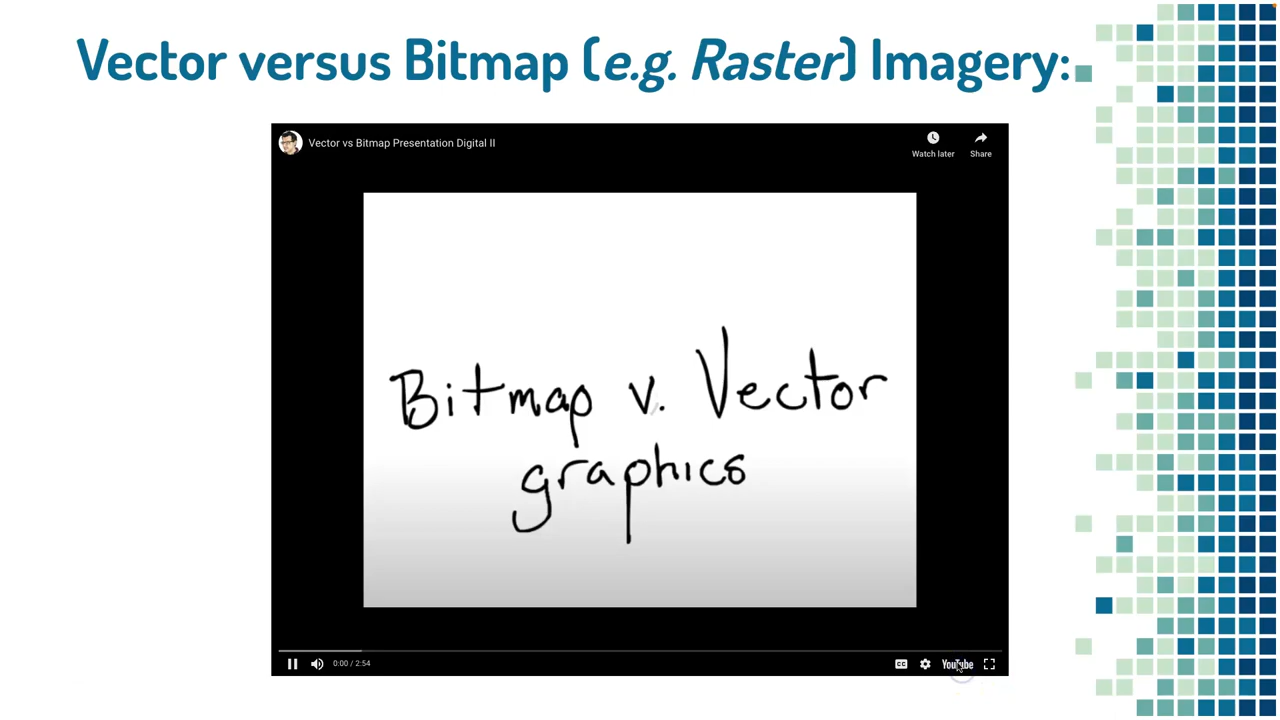 Vector versus Bitmap (e.g. Raster) Imagery:
Vector vs Bitmap Presentation Digital II
Watch later
Share
Bitmap v. Vector
graphics
0:00 / 2:54
CC
YouTube